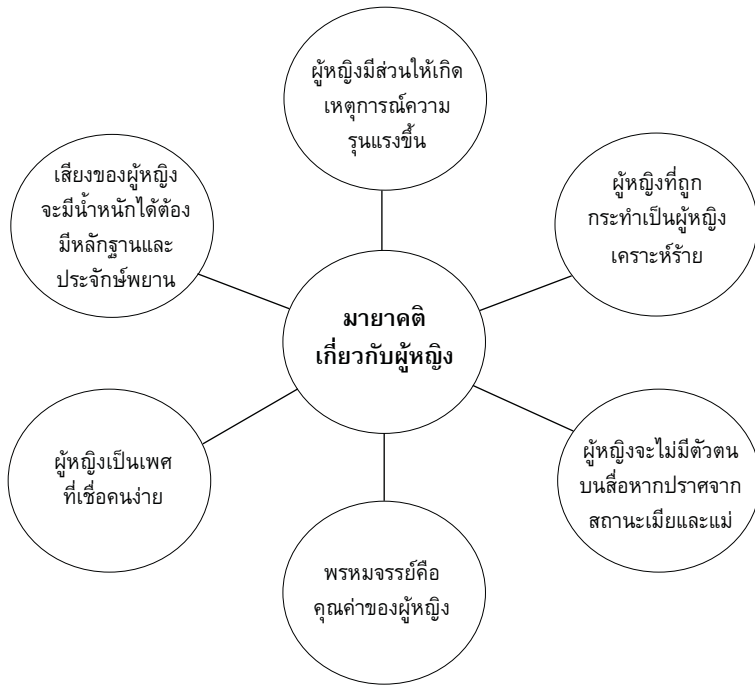 ผู้หญิงมีส่วนให้เกิด
เหตุการณ์ความ
รุนแรงขึ้น
เสียงของผู้หญิง
จะมีน้ำหนักได้ต้อง
มีหลักฐานและ
ประจักษ์พยาน
ผู้หญิงที่ถูก
กระทำเป็นผู้หญิง
เคราะห์ร้าย
มายาคติ
เกี่ยวกับผู้หญิง
ผู้หญิงเป็นเพศ
ที่เชื่อคนง่าย
ผู้หญิงจะไม่มีตัวตน
บนสื่อหากปราศจาก
สถานะเมียและแม่
พรหมจรรย์คือ
คุณค่าของผู้หญิง